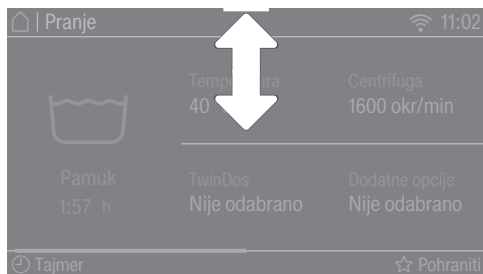 | Pranje 11:02
Temperatura Centrifuga
40 1600 okr/min
Pamuk TwinDos Dodatne opcije
1:57 h Nije odabrano Nije odabrano
Tajmer Pohraniti